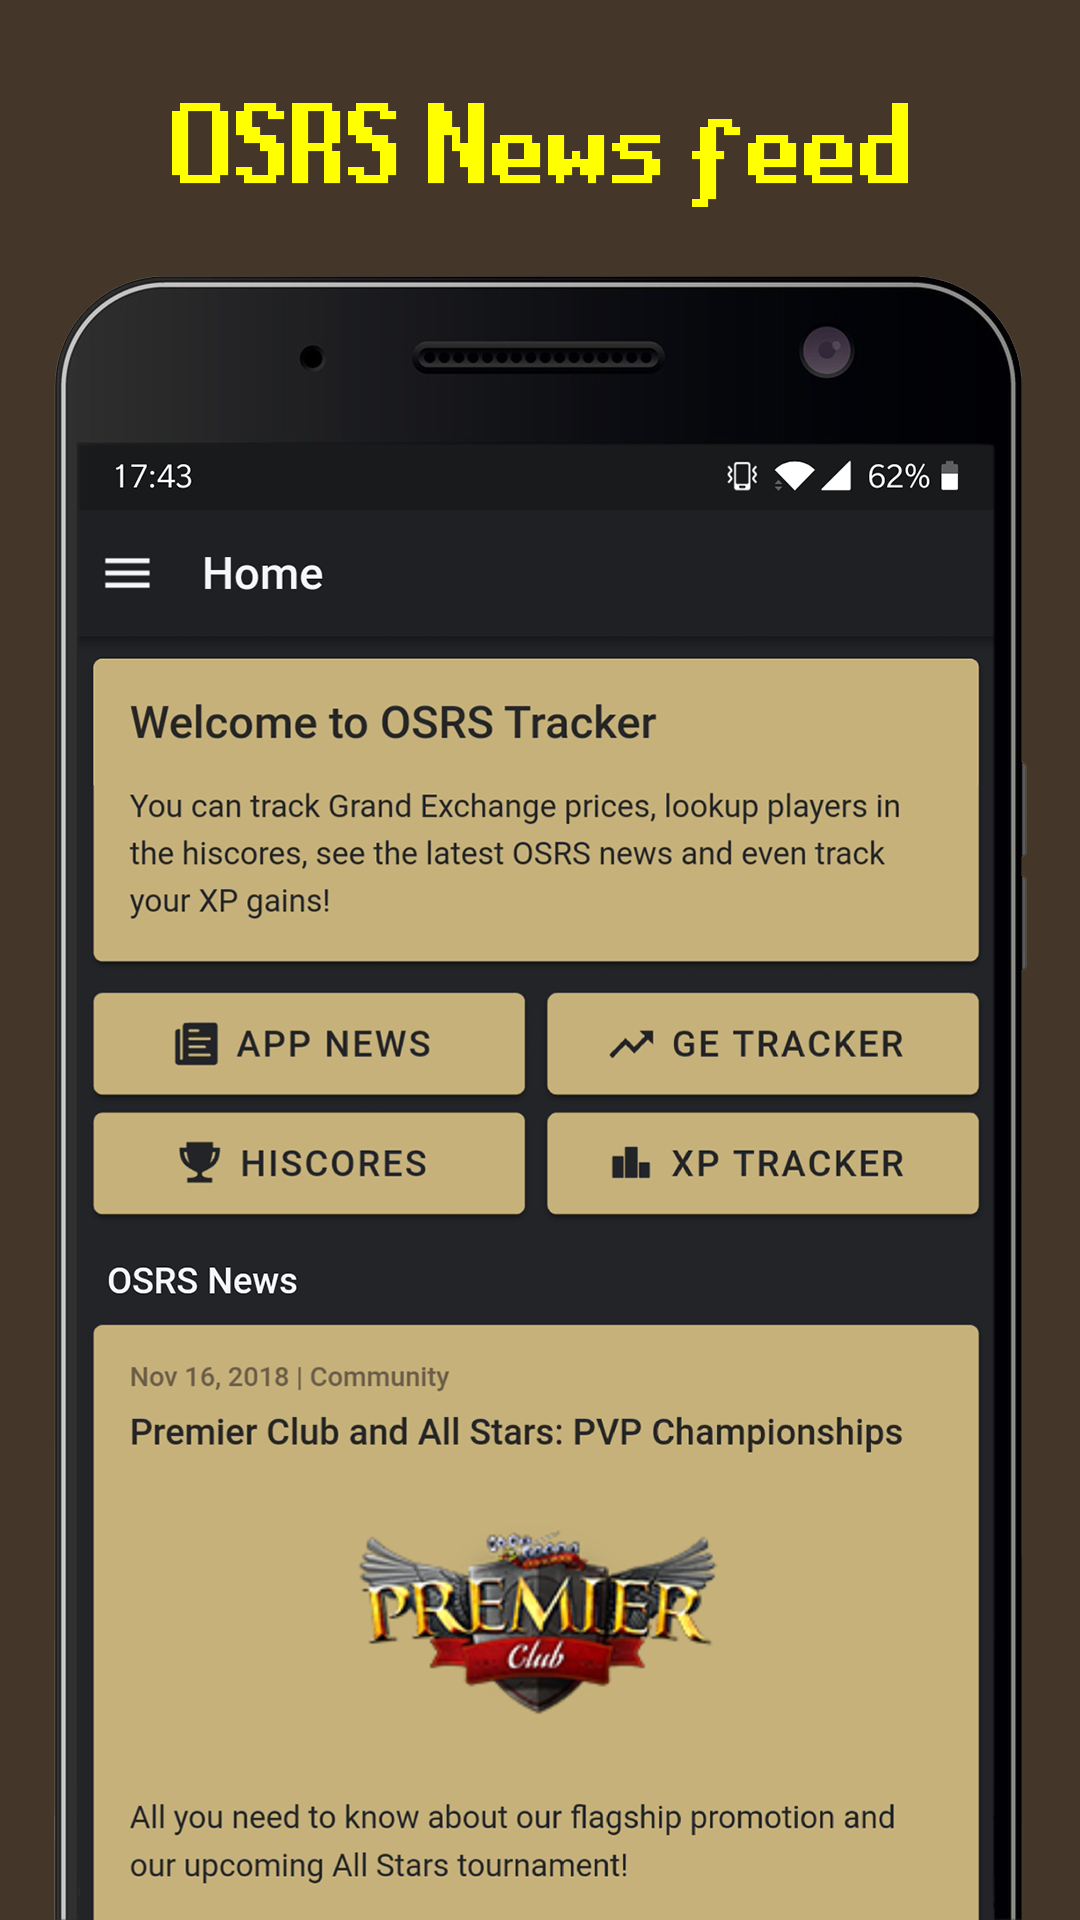 OSRS News feed
17:43
62%
Home
Welcome to OSRS Tracker
You can track Grand Exchange prices, lookup players in
the hiscores, see the latest OSRS news and even track
your XP gains!
APP NEWS
GE TRACKER
HISCORES
XP TRACKER
OSRS News
Nov 16, 2018 | Community
Premier Club and All Stars: PVP Championships
PREMIER
Club
All you need to know about our flagship promotion and
our upcoming All Stars tournament!